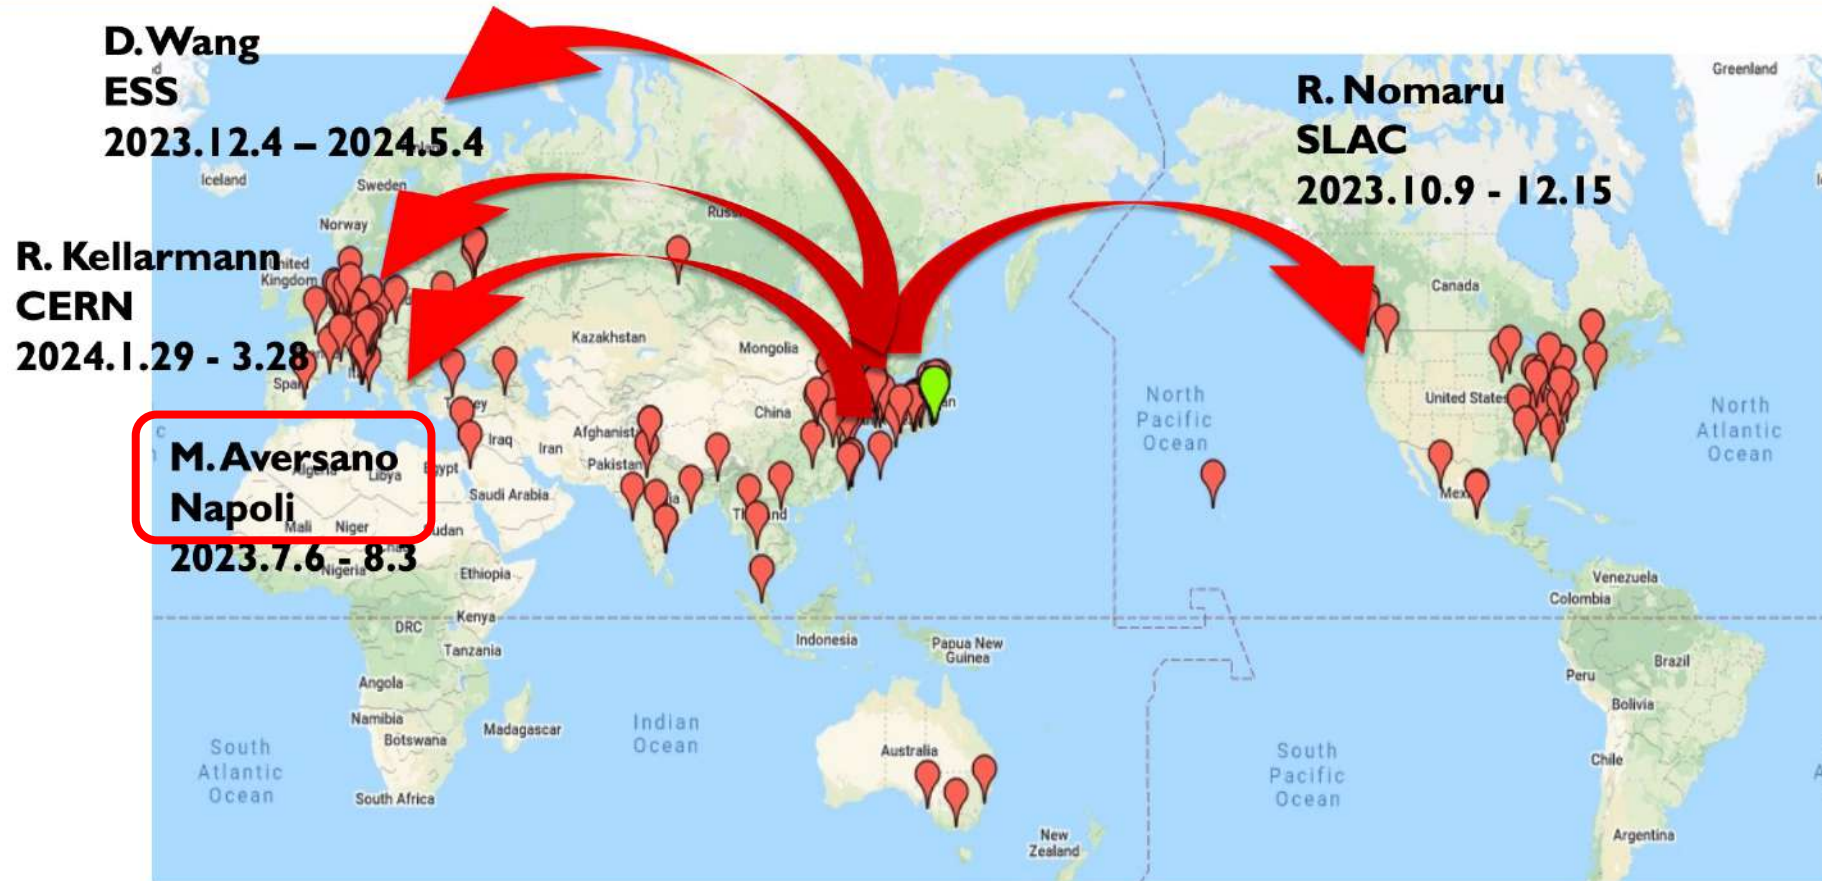 D. Wang
ESS
2023.12.4 – 2024.5.4
R. Nomaru
SLAC
2023.10.9 - 12.15
R. Kellarmann
CERN
2024.1.29 - 3.28
M. Aversano
Napoli
2023.7.6 - 8.3
Greenland
Iceland
Sweden
Norway
United
Kingdom
Canada
Kazakhstan
Mongolia
United States
China
North
Pacific
Ocean
North
Atlantic
Ocean
Iraq
Iran
Afghanist
Pakistan
Algeria
Libya
Egypt
Saudi Arabia
Mali
Niger
Sudan
Nigeria
Ethiopia
Venezuela
Colombia
Kenya
DRC
Indonesia
Papua New
Guinea
Tanzania
Brazil
Peru
Angola
Bolivia
Namibia
Botswana
Madagascar
Indian
Ocean
Australia
South
Atlantic
Ocean
South
Pacific
Ocean
Chile
South Africa
New
Zealand
Argentina